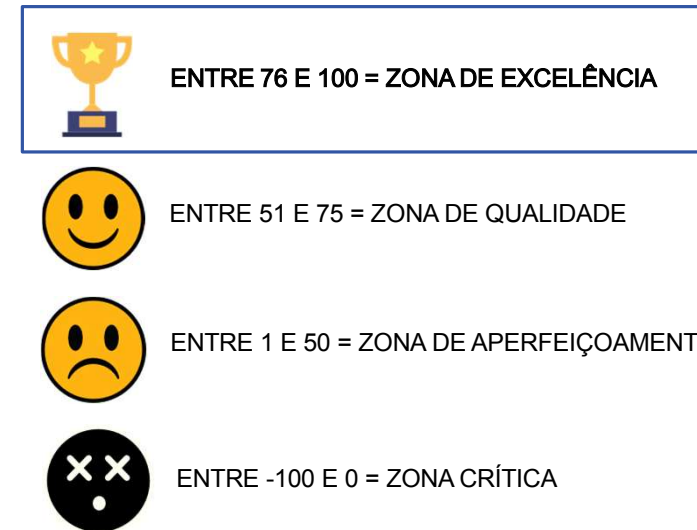 ENTRE 76 E 100 = ZONA DE EXCELÊNCIA
ENTRE 51 E 75 = ZONA DE QUALIDADE
ENTRE 1 E 50 = ZONA DE APERFEIÇOAMENT
ENTRE -100 E 0 = ZONA CRÍTICA